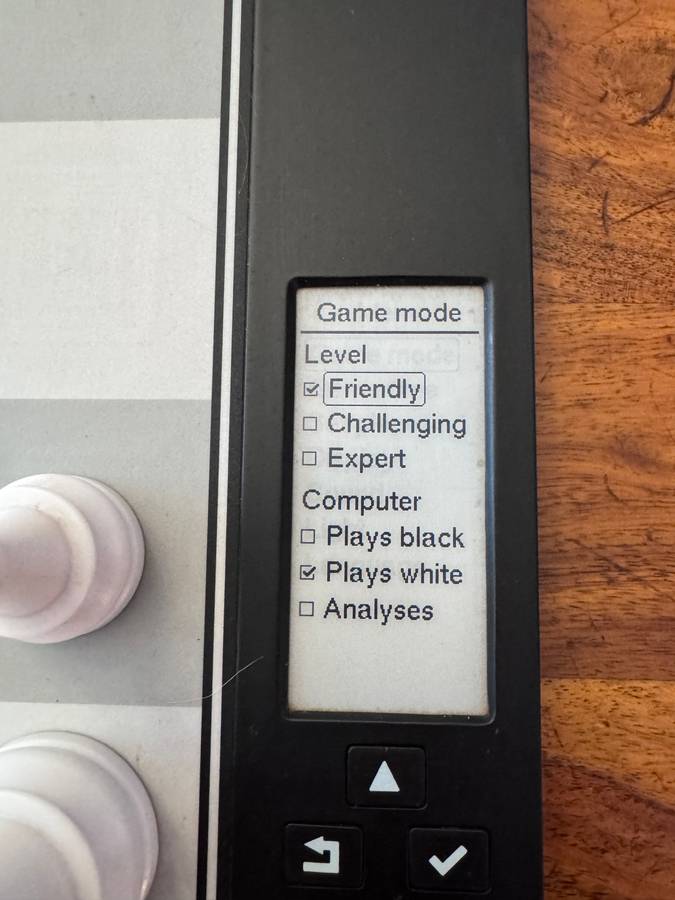 Game mode
Level
Friendly
Challenging
Expert
Computer
Plays black
Plays white
Analyses